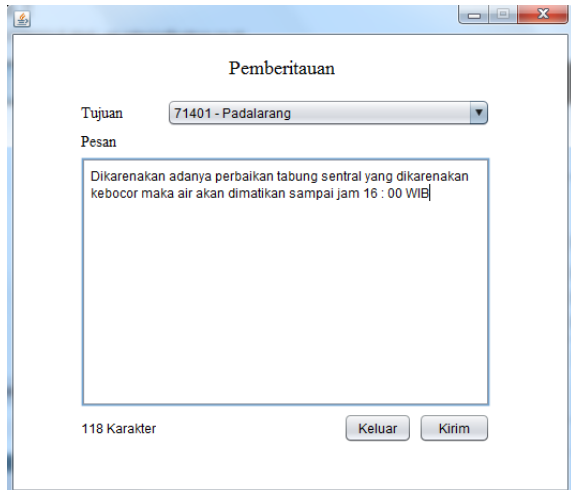 Pemberitauan
Tujuan 71401 - Padalarang
Pesan
Dikarenakan adanya perbaikan tabung sentral yang dikarenakan
kebocor maka air akan dimatikan sampai jam 16 : 00 WIB
118 Karakter Keluar Kirim